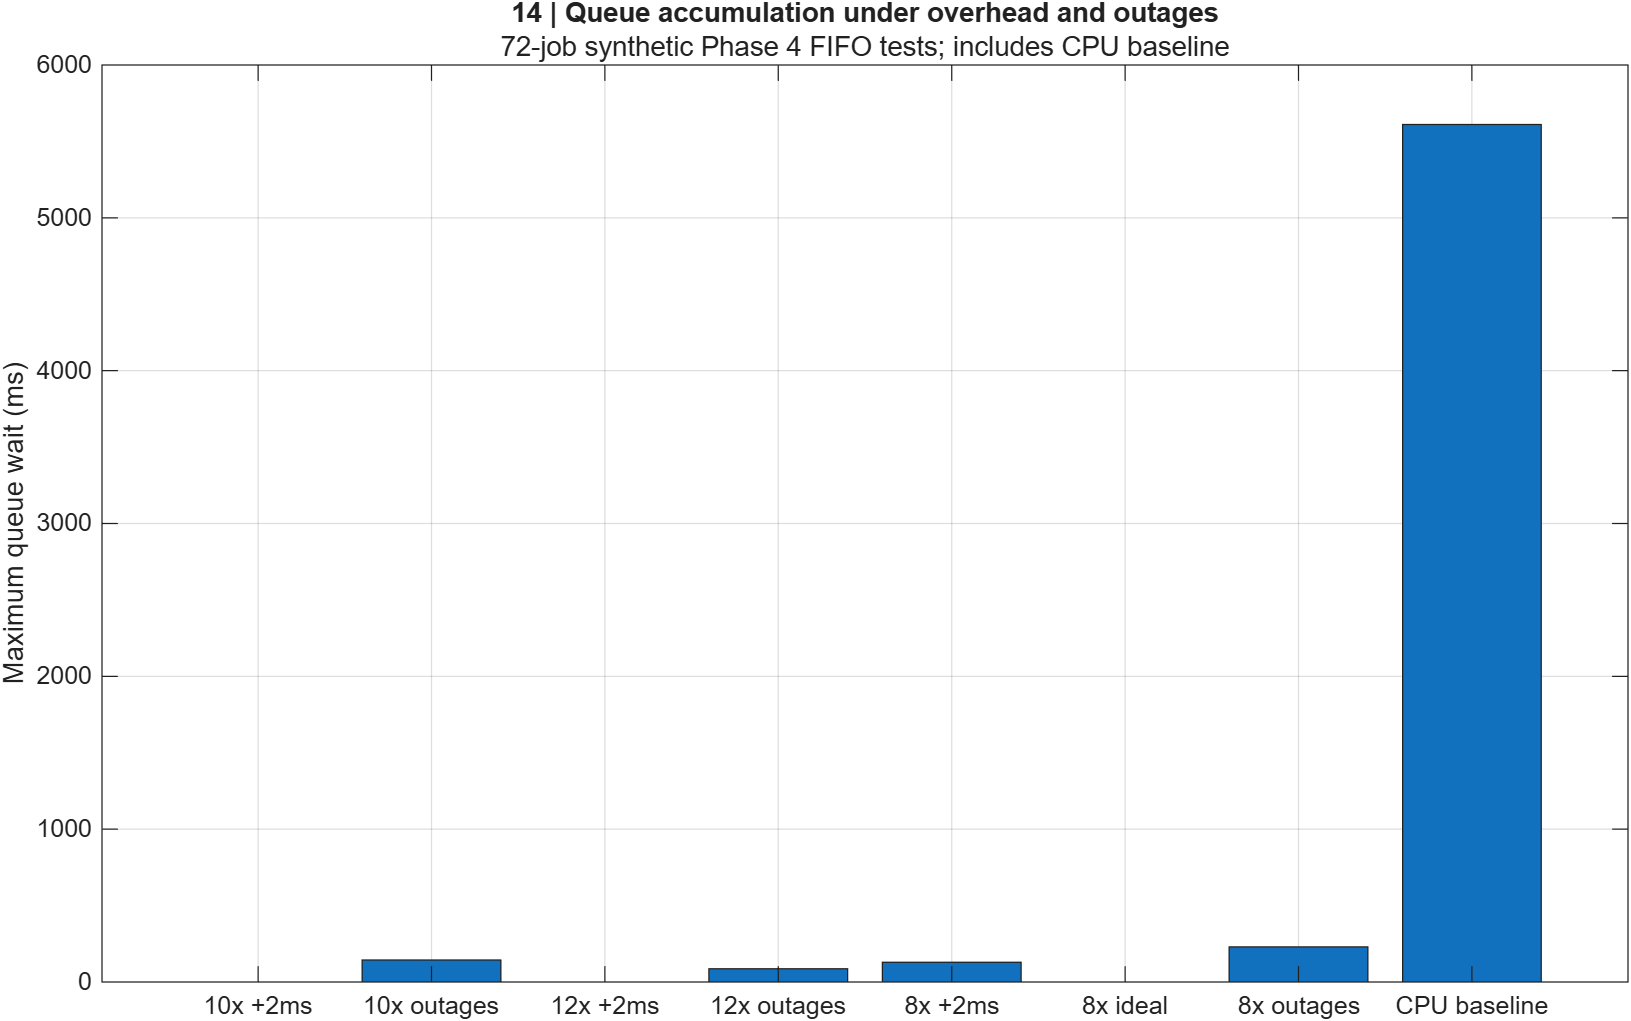 14 | Queue accumulation under overhead and outages
72-job synthetic Phase 4 FIFO tests; includes CPU baseline
Maximum queue wait (ms)
6000
5000
4000
3000
2000
1000
0
10x +2ms
10x outages
12x +2ms
12x outages
8x +2ms
8x ideal
8x outages
CPU baseline